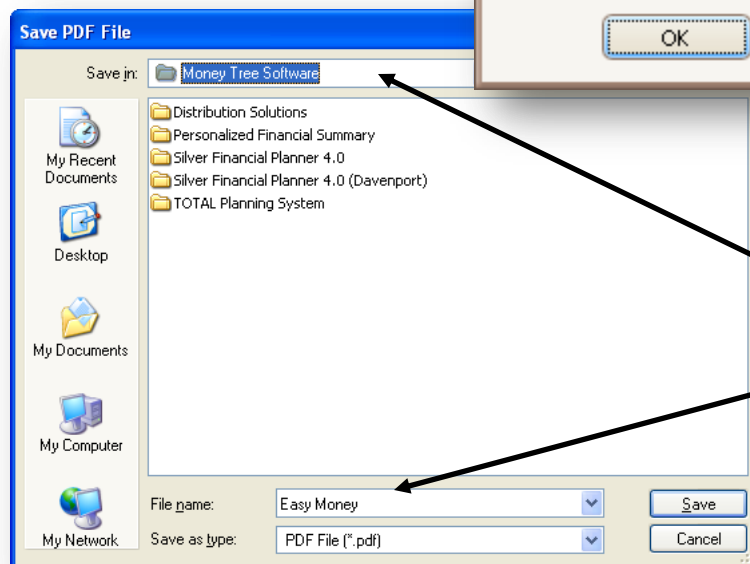 OK
Save PDF File
Save in: Money Tree Software
Distribution Solutions
Personalized Financial Summary
Silver Financial Planner 4.0
Silver Financial Planner 4.0 (Davenport)
TOTAL Planning System
My Recent
Documents
Desktop
My Documents
My Computer
My Network
File name: Easy Money Save
Save as type: PDF File (*.pdf) Cancel